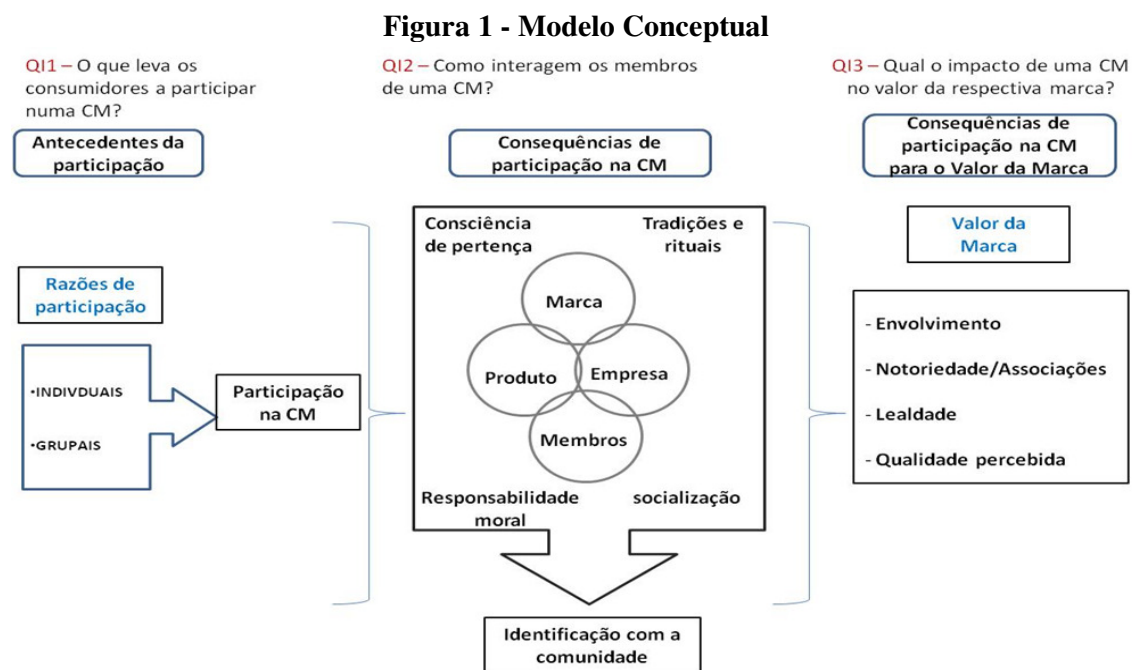 Figura 1 - Modelo Conceptual
QI1 – O que leva os
consumidores a participar
numa CM?
Antecedentes da
participação
Razões de
participação
•INDIVDUAIS
•GRUPAIS
Participação
na CM
QI2 – Como interagem os membros
de uma CM?
Consequências de
participação na CM
Consciência
de pertença
Tradições e
rituais
Marca
Produto
Empresa
Membros
Responsabilidade
moral
socialização
Identificação com a
comunidade
QI3 – Qual o impacto de uma CM
no valor da respectiva marca?
Consequências de
participação na CM
para o Valor da Marca
Valor da
Marca
- Envolvimento
- Notoriedade/Associações
- Lealdade
- Qualidade percebida